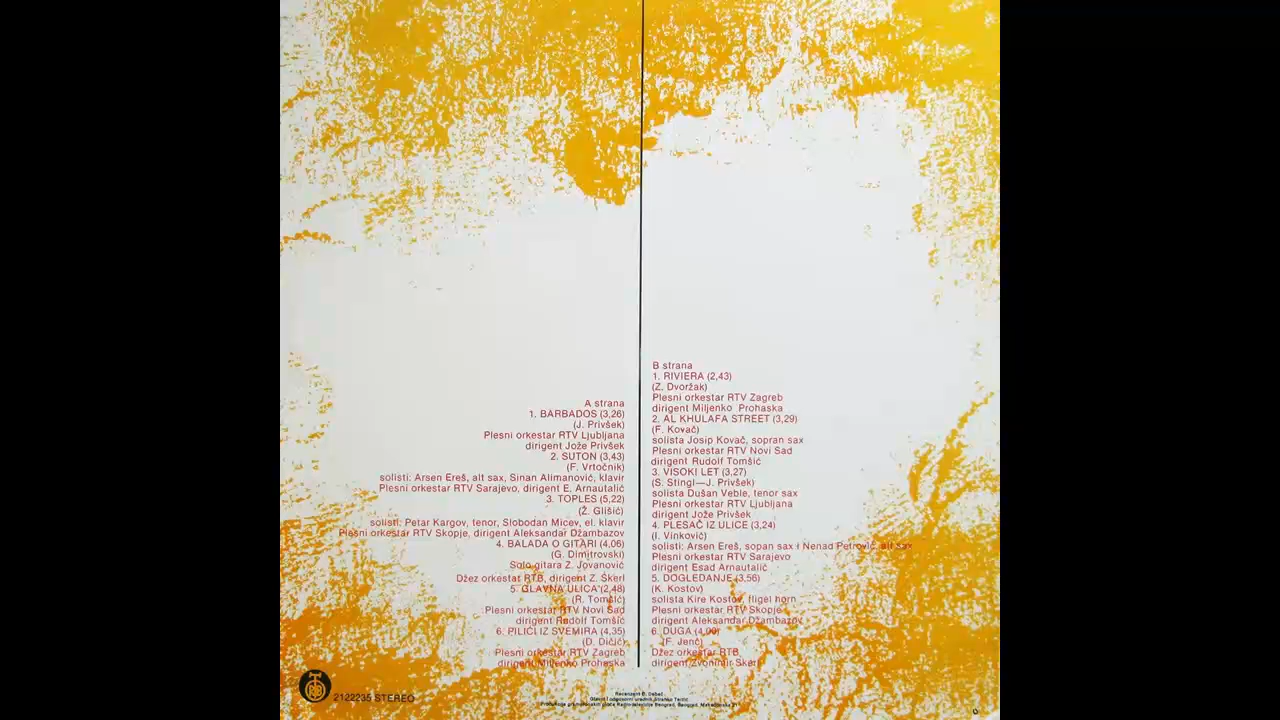 A strana
1. BARBADOS (3,26)
(J. Privšek)
Plesni orkestar RTV Ljubljana
dirigent Jože Privšek
2. SUTON (3,43)
(F. Vrtočnik)
solisti: Arsen Ereš, alt sax, Sinan Alimanović, klavir
Plesni orkestar RTV Sarajevo, dirigent E. Arnautalić
3. TOPLES (5,22)
(Ž. Glišić)
solisti: Petar Kargov, tenor, Slobodan Micev, el. klavir
Plesni orkestar RTV Skopje, dirigent Aleksandar Džambazov
4. BALADA O GITARI (4,06)
(G. Dimitrovski)
Solo gitara Z. Jovanović
Džez orkestar RTB, dirigent Z. Skerl
5. GLAVNA ULICA (2,48)
(R. Tomšić)
Plesni orkestar RTV Novi Sad
dirigent Rudolf Tomšić
6. PILIĆI IZ SVEMIRA (4,35)
(D. Dičić)
Plesni orkestar RTV Zagreb
dirigent Miljenko Prohaska
B strana
1. RIVIERA (2,43)
(Z. Dvoržak)
Plesni orkestar RTV Zagreb
dirigent Miljenko Prohaska
2. AL KHULAFA STREET (3,29)
(F. Kovač)
solista Josip Kovač, sopran sax
Plesni orkestar RTV Novi Sad
dirigent Rudolf Tomšić
3. VISOKI LET (3,27)
(S. Stingl—J. Privšek)
solista Dušan Veble, tenor sax
Plesni orkestar RTV Ljubljana
dirigent Jože Privšek
4. PLESAČ IZ ULICE (3,24)
(I. Vinković)
solisti: Arsen Ereš, sopan sax i Nenad Petrović, alt sax
Plesni orkestar RTV Sarajevo
dirigent Esad Arnautalić
5. DOGLEDANJE (3,56)
(K. Kostov)
solista Kire Kostov, fligel horn
Plesni orkestar RTV Skopje
dirigent Aleksandar Džambazov
6. DUGA
(F. Jenč)
Džez orkestar RTB
dirigent Zvonimir Skerl
2122235 STEREO